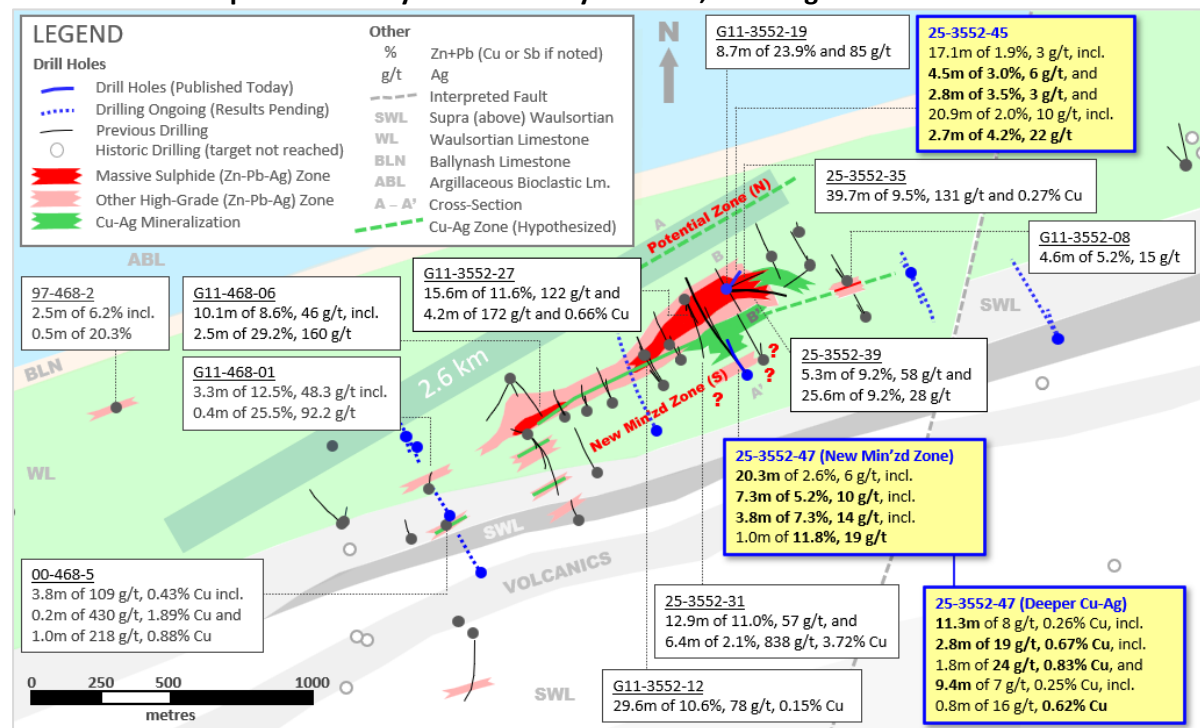 LEGEND
Drill Holes
Drill Holes (Published Today)
Drilling Ongoing (Results Pending)
Previous Drilling
Historic Drilling (target not reached)
Massive Sulphide (Zn-Pb-Ag) Zone
Other High-Grade (Zn-Pb-Ag) Zone
Cu-Ag Mineralization
Other
% Zn+Pb (Cu or Sb if noted)
g/t Ag
Interpreted Fault
SWL Supra (above) Waulsortian
WL Waulsortian Limestone
BLN Ballynash Limestone
ABL Argillaceous Bioclastic Lm.
A – A’ Cross-Section
Cu-Ag Zone (Hypothesized)
N
G11-3552-19
8.7m of 23.9% and 85 g/t
25-3552-45
17.1m of 1.9%, 3 g/t, incl.
4.5m of 3.0%, 6 g/t, and
2.8m of 3.5%, 3 g/t, and
20.9m of 2.0%, 10 g/t, incl.
2.7m of 4.2%, 22 g/t
25-3552-35
39.7m of 9.5%, 131 g/t and 0.27% Cu
G11-3552-08
4.6m of 5.2%, 15 g/t
ABL
A
Potential Zone (N)
B
97-468-2
2.5m of 6.2% incl.
0.5m of 20.3%
G11-468-06
10.1m of 8.6%, 46 g/t, incl.
2.5m of 29.2%, 160 g/t
G11-3552-27
15.6m of 11.6%, 122 g/t and
4.2m of 172 g/t and 0.66% Cu
SWL
B'
G11-468-01
3.3m of 12.5%, 48.3 g/t incl.
0.4m of 25.5%, 92.2 g/t
BLN
2.6 km
?
?
?
A'
New Min’zd Zone (S)
25-3552-39
5.3m of 9.2%, 58 g/t and
25.6m of 9.2%, 28 g/t
WL
25-3552-47 (New Min’zd Zone)
20.3m of 2.6%, 6 g/t, incl.
7.3m of 5.2%, 10 g/t, incl.
3.8m of 7.3%, 14 g/t, incl.
1.0m of 11.8%, 19 g/t
SWL
VOLCANICS
00-468-5
3.8m of 109 g/t, 0.43% Cu incl.
0.2m of 430 g/t, 1.89% Cu and
1.0m of 218 g/t, 0.88% Cu
25-3552-31
12.9m of 11.0%, 57 g/t, and
6.4m of 2.1%, 838 g/t, 3.72% Cu
25-3552-47 (Deeper Cu-Ag)
11.3m of 8 g/t, 0.26% Cu, incl.
2.8m of 19 g/t, 0.67% Cu, incl.
1.8m of 24 g/t, 0.83% Cu, and
9.4m of 7 g/t, 0.25% Cu, incl.
0.8m of 16 g/t, 0.62% Cu
G11-3552-12
29.6m of 10.6%, 78 g/t, 0.15% Cu
SWL
0 250 500 1000
metres